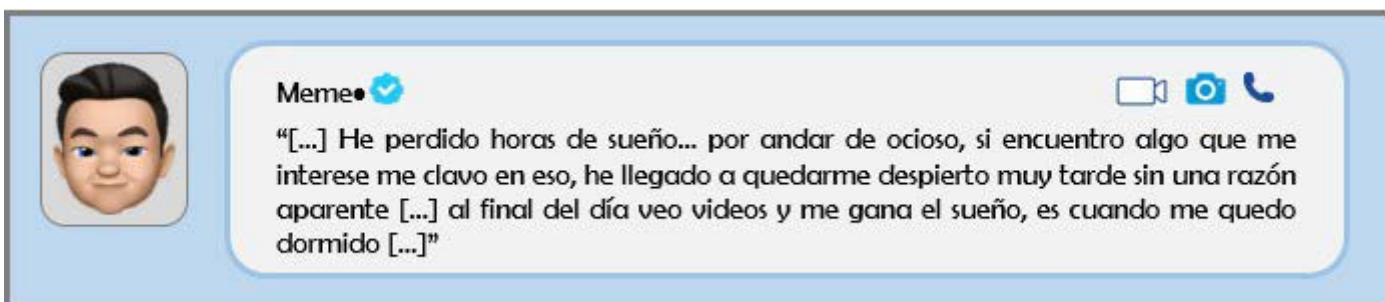 Meme•
“[...] He perdido horas de sueño... por andar de ocioso, si encuentro algo que me
interese me clavo en eso, he llegado a quedarme despierto muy tarde sin una razón
aparente [...] al final del día veo videos y me gana el sueño, es cuando me quedo
dormido [...]”